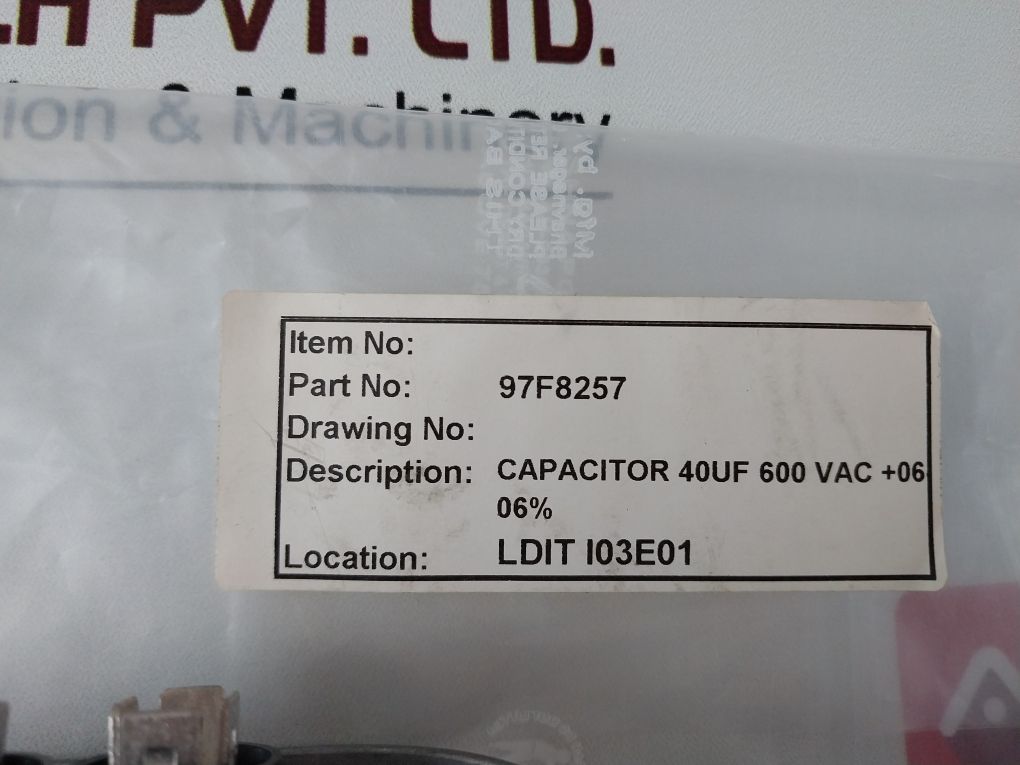 PVT. LTD.
& Machinery
Item No:
Part No: 97F8257
Drawing No:
Description: CAPACITOR 40UF 600 VAC +06
06%
Location: LDIT I03E01